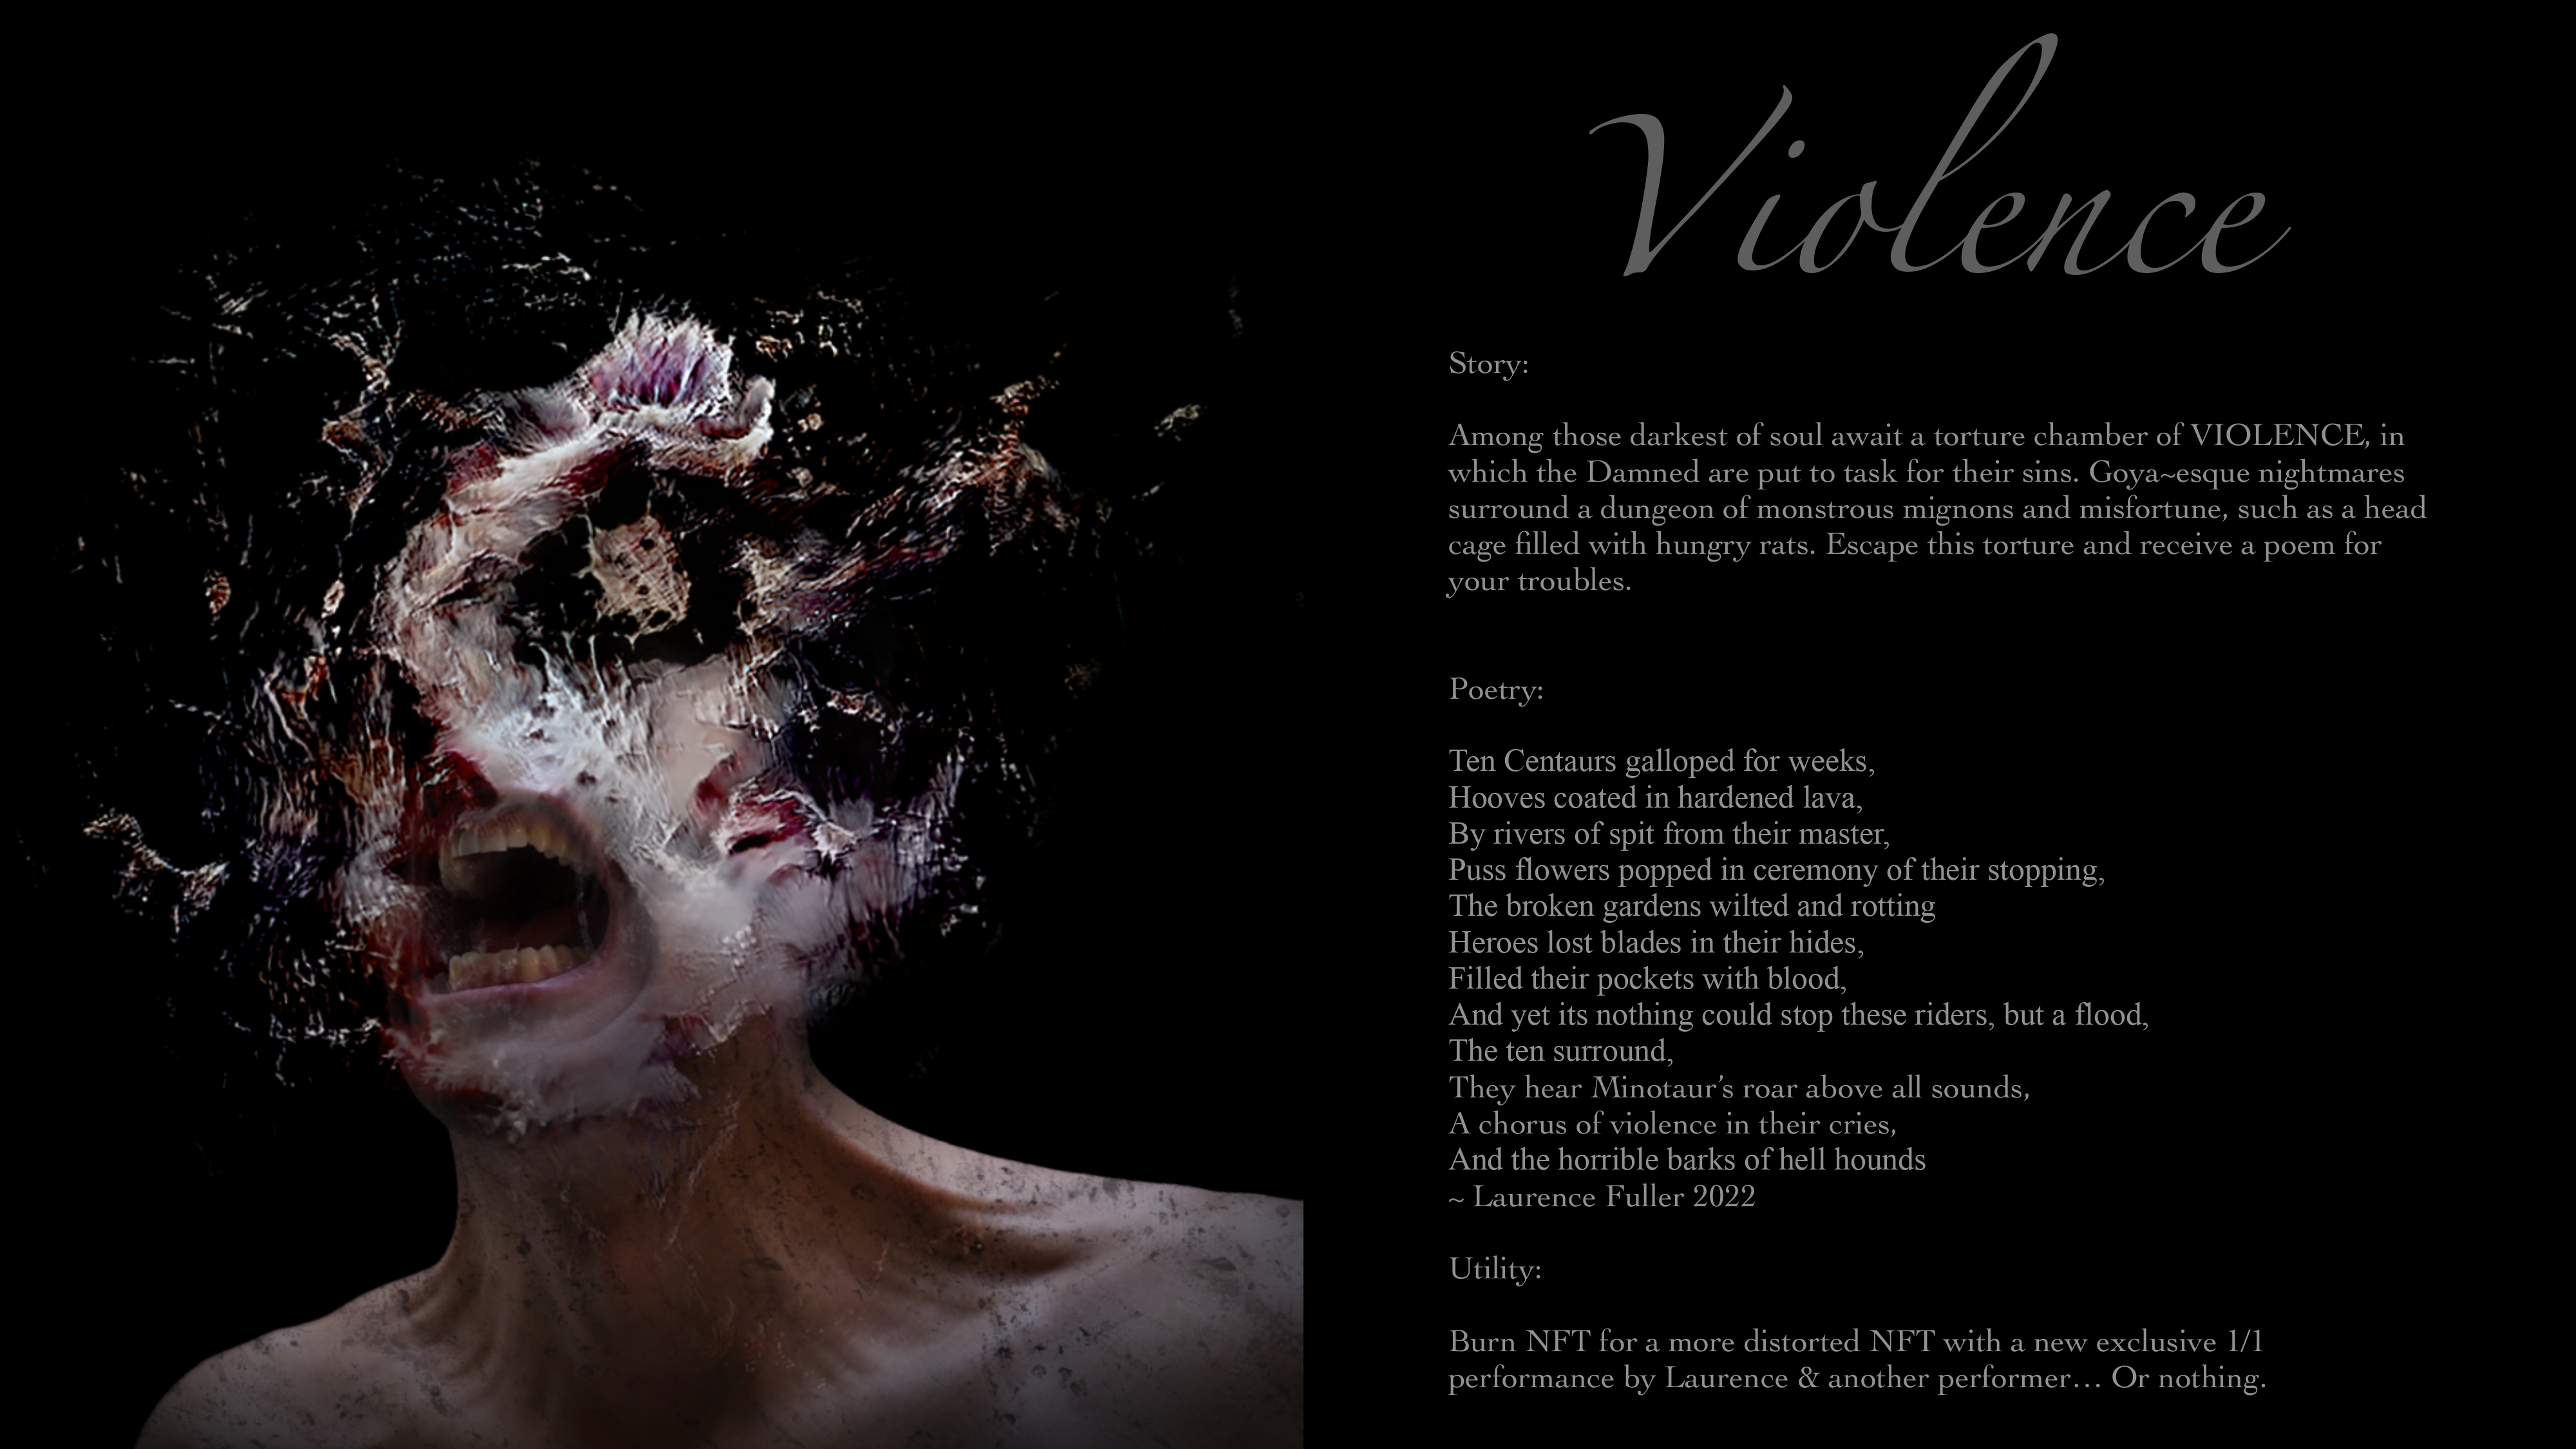 Violence
Story:
Among those darkest of soul await a torture chamber of VIOLENCE, in
which the Damned are put to task for their sins. Goya~esque nightmares
surround a dungeon of monstrous mignons and misfortune, such as a head
cage filled with hungry rats. Escape this torture and receive a poem for
your troubles.
Poetry:
Ten Centaurs galloped for weeks,
Hooves coated in hardened lava,
By rivers of spit from their master,
Puss flowers popped in ceremony of their stopping,
The broken gardens wilted and rotting
Heroes lost blades in their hides,
Filled their pockets with blood,
And yet its nothing could stop these riders, but a flood,
The ten surround,
They hear Minotaur’s roar above all sounds,
A chorus of violence in their cries,
And the horrible barks of hell hounds
~ Laurence Fuller 2022
Utility:
Burn NFT for a more distorted NFT with a new exclusive 1/1
performance by Laurence & another performer… Or nothing.